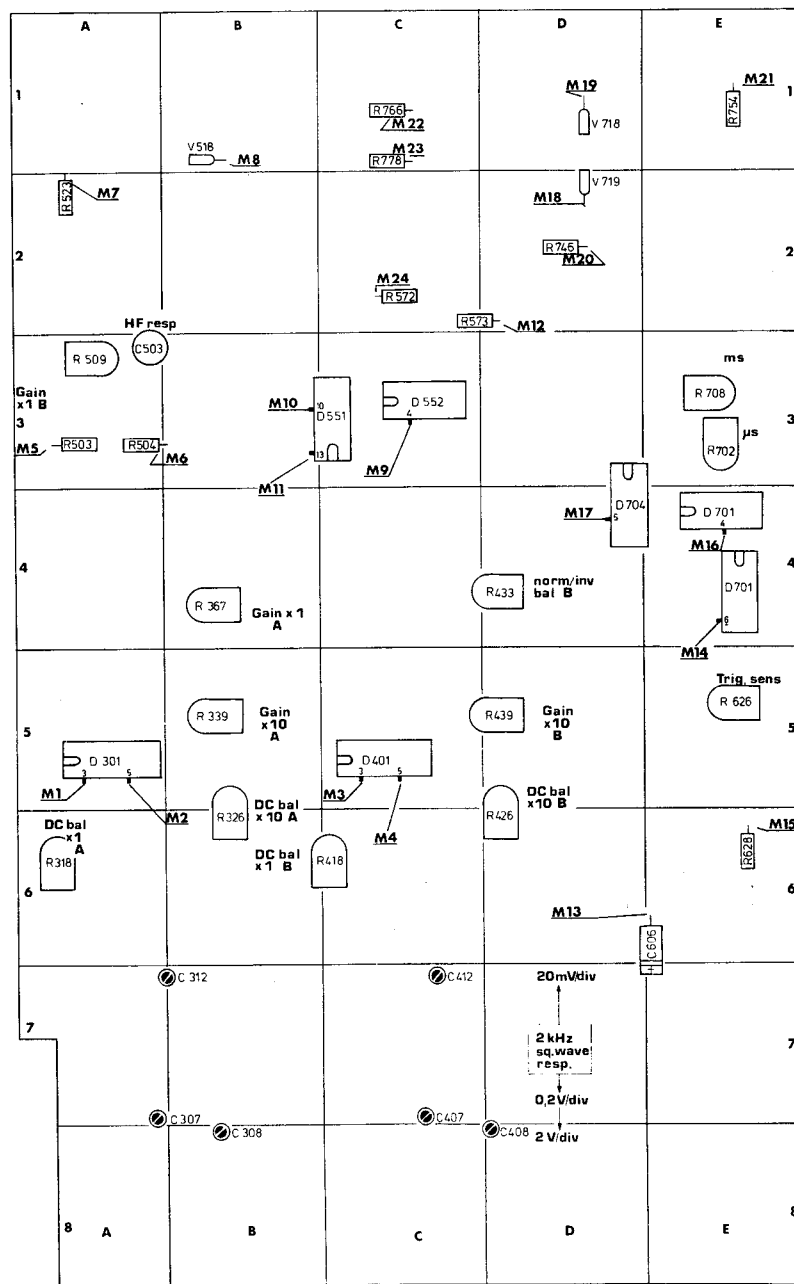 A B C D E
1 M19 M21 1
R766 R754
M22 V718
V518 M23
M8 R778
R523 M7 V719
M18
2 R746 2
M20
M24
R572
HF resp R573 M12
C503
R509 ms
Gain x1 B M10 10 D551 D552 R708
3 4 3
µs
M5 R503 R504 R702
M6 13 M9
M11
D704 D701
M17 5 4
M16
4 norm/inv bal B 4
R367 Gain x 1 A R433 D701
6
M14
Trig. sens
5 R339 Gain x10 A R439 Gain x10 B R626 5
D301 D401
3 5 3 5
M1 M3
DC bal x10 A DC bal x10 B
M2 R326 M4 R426 M15
DC bal x1 A
R318 DC bal x 1 B R418 R628
6 6
M13
C606
+
C312 C412 20mV/div
7 2 kHz sq.wave resp. 7
0,2V/div
C307 C407
C308 C408 2 V/div
8 A B C D E 8